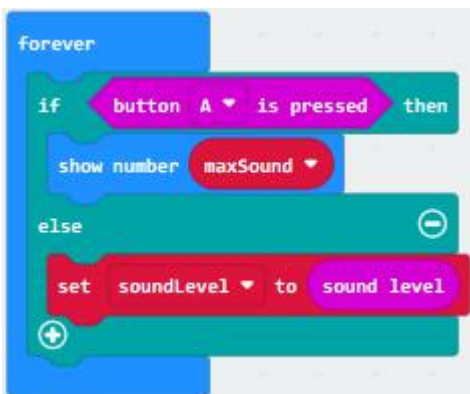 forever
if button A is pressed then
show number maxSound
else
set soundLevel to sound level